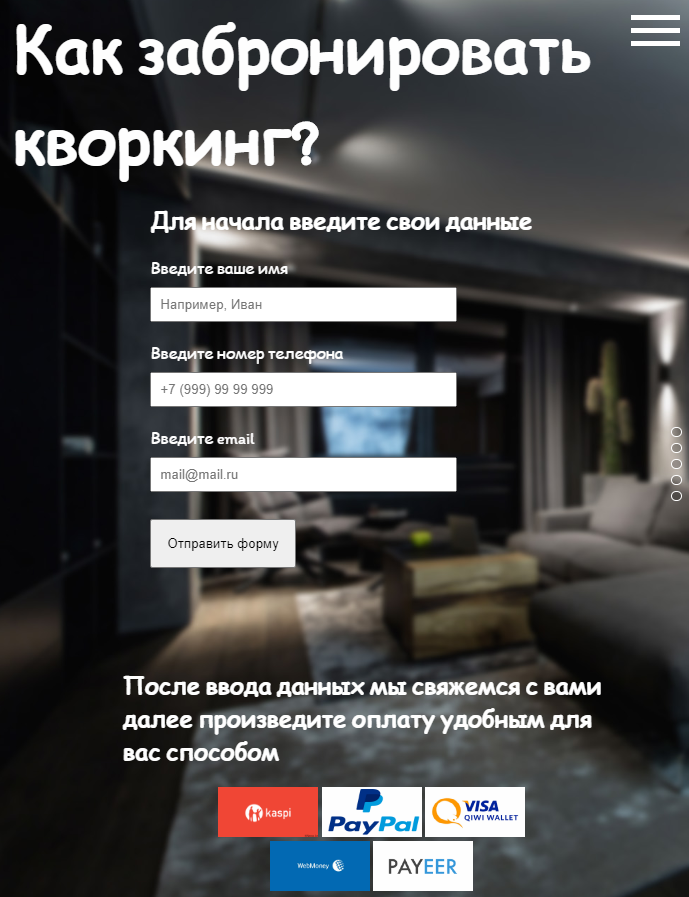 Как забронировать
кворкинг?
Для начала введите свои данные
Введите ваше имя
Например, Иван
Введите номер телефона
+7 (999) 99 99 999
Введите email
mail@mail.ru
Отправить форму
После ввода данных мы свяжемся с вами
далее произведите оплату удобным для
вас способом
kaspi
PayPal
VISA
QIWI WALLET
WebMoney
PAYEER